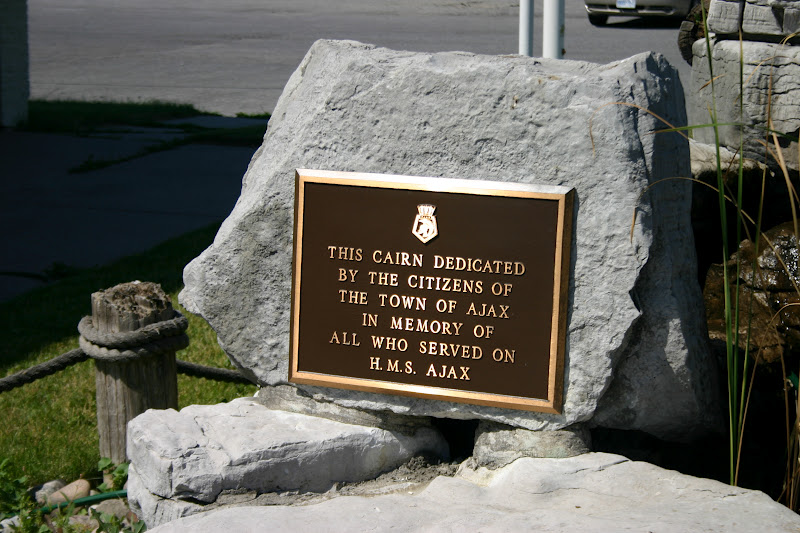 THIS CAIRN DEDICATED
BY THE CITIZENS OF
THE TOWN OF AJAX
IN MEMORY OF
ALL WHO SERVED ON
H.M.S. AJAX